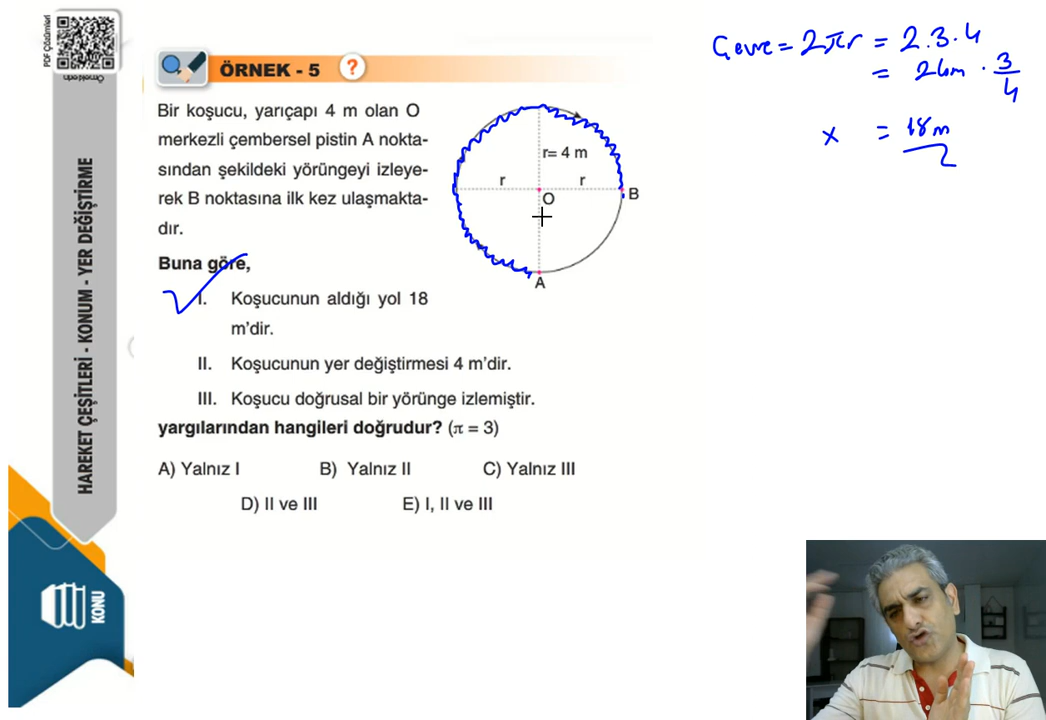 PDF Çözümleri
ÖRNEK - 5 ?
Bir koşucu, yarıçapı 4 m olan O
merkezli çembersel pistin A nokta-
sından şekildeki yörüngeyi izleye-
rek B noktasına ilk kez ulaşmakta-
dır.
Buna göre,
I. Koşucunun aldığı yol 18
m'dir.
II. Koşucunun yer değiştirmesi 4 m'dir.
III. Koşucu doğrusal bir yörünge izlemiştir.
yargılarından hangileri doğrudur? (π = 3)
A) Yalnız I B) Yalnız II C) Yalnız III
D) II ve III E) I, II ve III
r= 4 m
r r
O
B
A
Çevre = 2πr = 2.3.4
= 24m . 3/4
x = 18m
HAREKET ÇEŞİTLERİ - KONUM - YER DEĞİŞTİRME
KONU